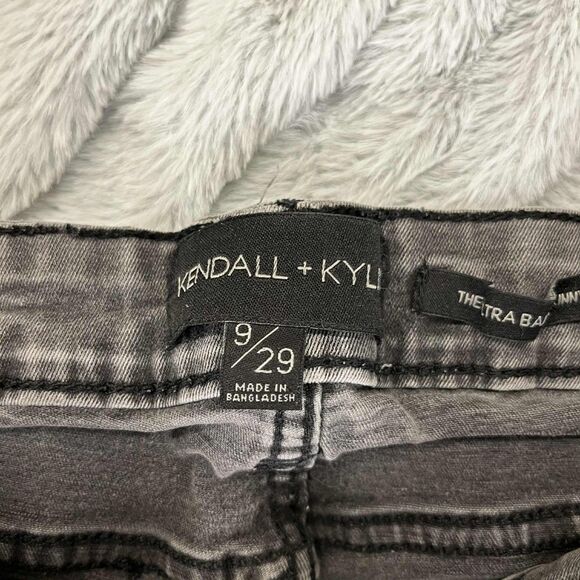 KENDALL + KYL
9/29
MADE IN
BANGLADESH
THE
TRA BA
INN